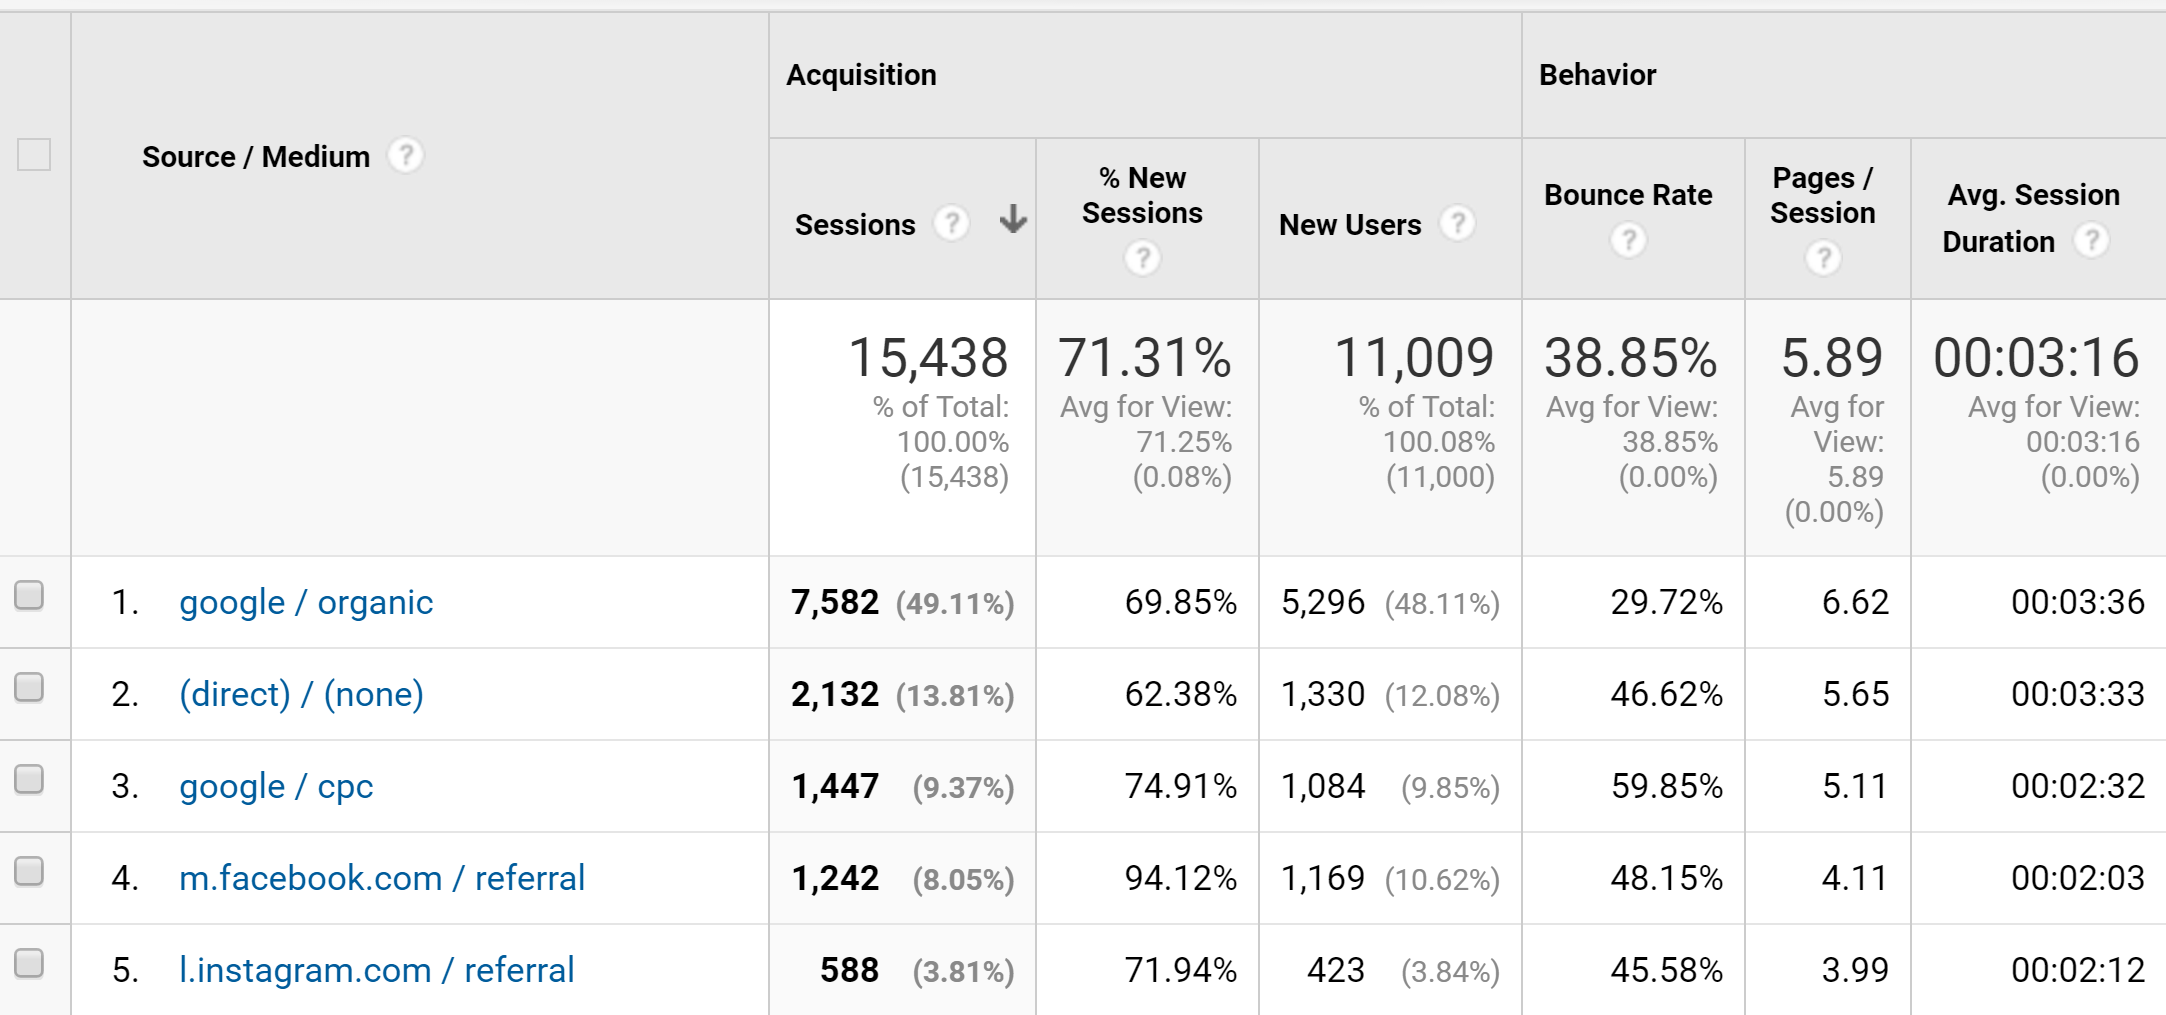 Acquisition
Behavior
Source / Medium ?
Sessions ?
% New
Sessions
?
New Users ?
Bounce Rate
?
Pages /
Session
?
Avg. Session
Duration ?
15,438
% of Total:
100.00%
(15,438)
71.31%
Avg for View:
71.25%
(0.08%)
11,009
% of Total:
100.08%
(11,000)
38.85%
Avg for View:
38.85%
(0.00%)
5.89
Avg for
View:
5.89
(0.00%)
00:03:16
Avg for View:
00:03:16
(0.00%)
1. google / organic 7,582 (49.11%) 69.85% 5,296 (48.11%) 29.72% 6.62 00:03:36
2. (direct) / (none) 2,132 (13.81%) 62.38% 1,330 (12.08%) 46.62% 5.65 00:03:33
3. google / cpc 1,447 (9.37%) 74.91% 1,084 (9.85%) 59.85% 5.11 00:02:32
4. m.facebook.com / referral 1,242 (8.05%) 94.12% 1,169 (10.62%) 48.15% 4.11 00:02:03
5. l.instagram.com / referral 588 (3.81%) 71.94% 423 (3.84%) 45.58% 3.99 00:02:12